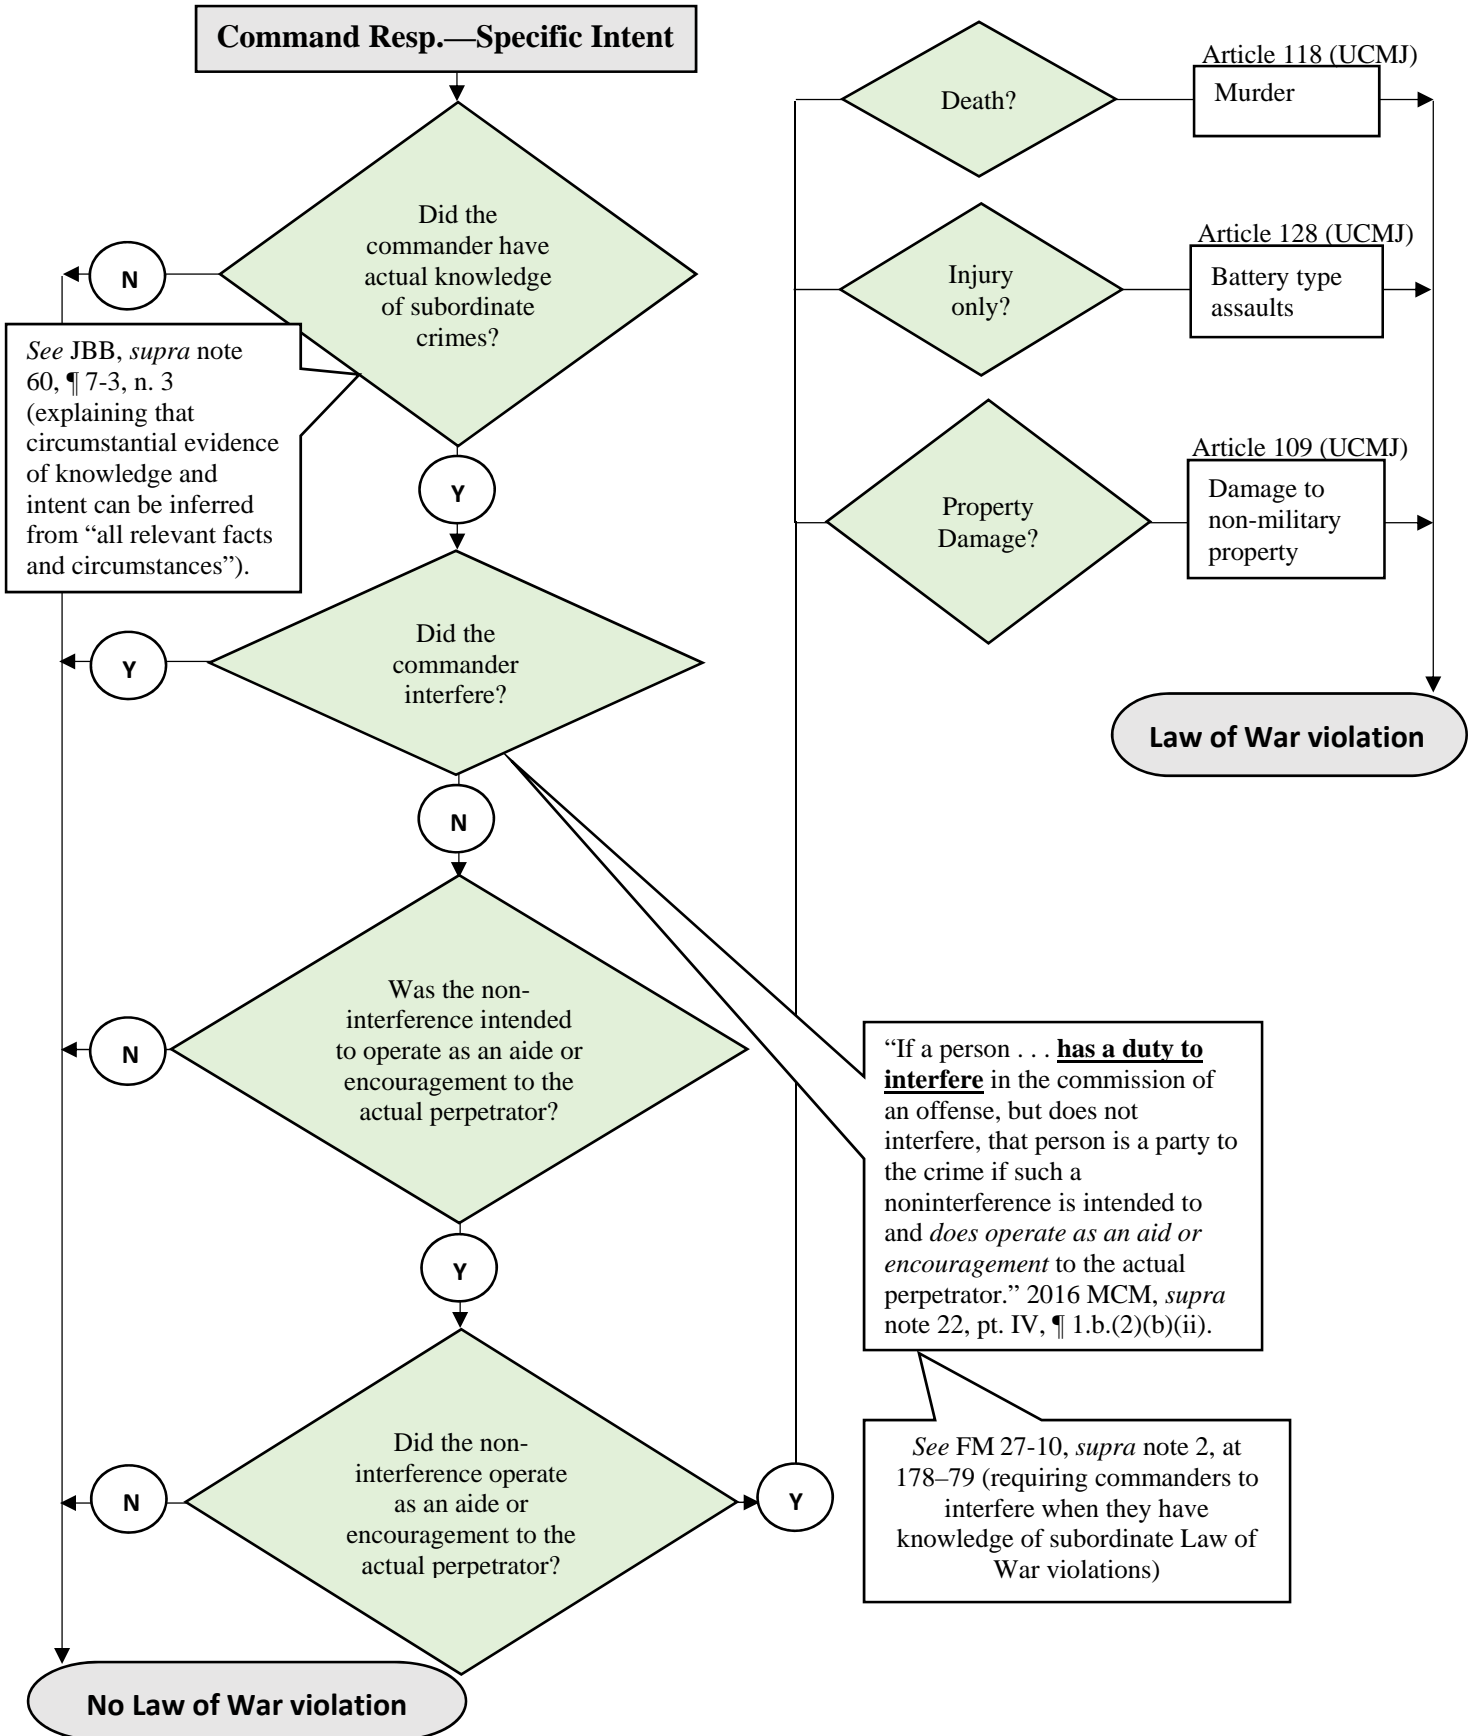 Command Resp.—Specific Intent
Did the
commander have
actual knowledge
of subordinate
crimes?
N
See JBB, supra note
60, ¶ 7-3, n. 3
(explaining that
circumstantial evidence
of knowledge and
intent can be inferred
from “all relevant facts
and circumstances”).
Y
Did the
commander
interfere?
Y
N
Was the non-
interference intended
to operate as an aide or
encouragement to the
actual perpetrator?
N
Y
Did the non-
interference operate
as an aide or
encouragement to the
actual perpetrator?
N
Y
No Law of War violation
Death?
Article 118 (UCMJ)
Murder
Injury
only?
Article 128 (UCMJ)
Battery type
assaults
Property
Damage?
Article 109 (UCMJ)
Damage to
non-military
property
Law of War violation
“If a person . . . has a duty to
interfere in the commission of
an offense, but does not
interfere, that person is a party to
the crime if such a
noninterference is intended to
and does operate as an aid or
encouragement to the actual
perpetrator.” 2016 MCM, supra
note 22, pt. IV, ¶ 1.b.(2)(b)(ii).
See FM 27-10, supra note 2, at
178–79 (requiring commanders to
interfere when they have
knowledge of subordinate Law of
War violations)